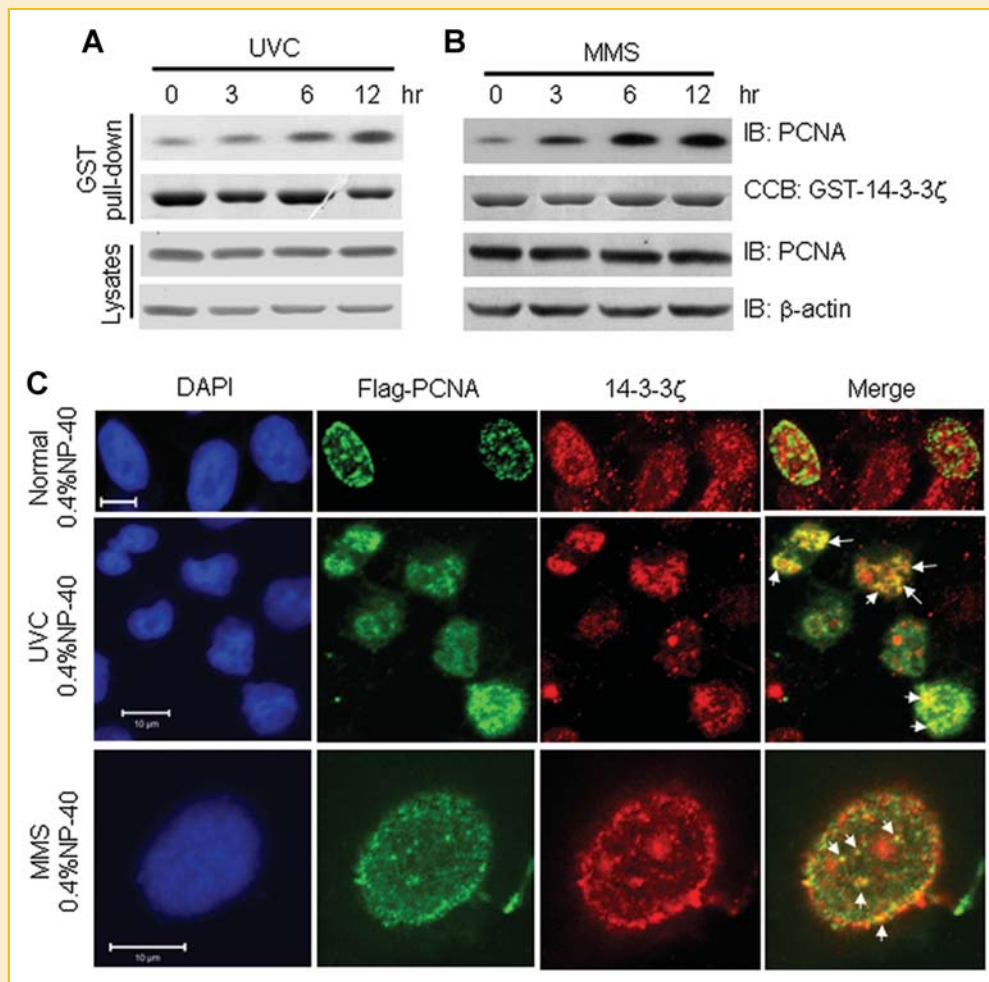 A
UVC
0 3 6 12 hr
GST pull-down
Lysates
B
MMS
0 3 6 12 hr
IB: PCNA
CCB: GST-14-3-3ζ
IB: PCNA
IB: β-actin
C
DAPI Flag-PCNA 14-3-3ζ Merge
Normal
0.4%NP-40
UVC
0.4%NP-40
10 µm
MMS
0.4%NP-40
10 µm